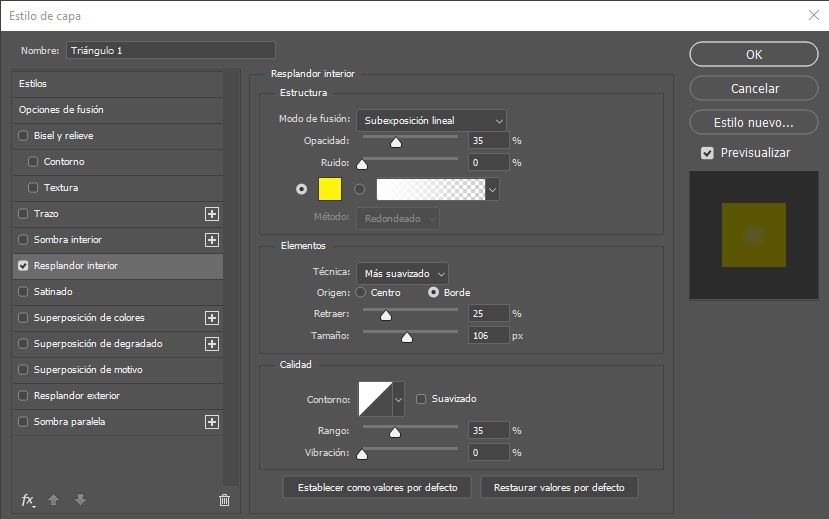 Estilo de capa
Nombre: Triángulo 1
Estilos
Opciones de fusión
Bisel y relieve
Contorno
Textura
Trazo
Sombra interior
Resplandor interior
Satinado
Superposición de colores
Superposición de degradado
Superposición de motivo
Resplandor exterior
Sombra paralela
fx
Resplandor interior
Estructura
Modo de fusión: Subexposición lineal
Opacidad: 35 %
Ruido: 0 %
Método: Redondeado
Elementos
Técnica: Más suavizado
Origen: Centro Borde
Retraer: 25 %
Tamaño: 106 px
Calidad
Contorno: Suavizado
Rango: 35 %
Vibración: 0 %
Establecer como valores por defecto Restaurar valores por defecto
OK
Cancelar
Estilo nuevo...
Previsualizar